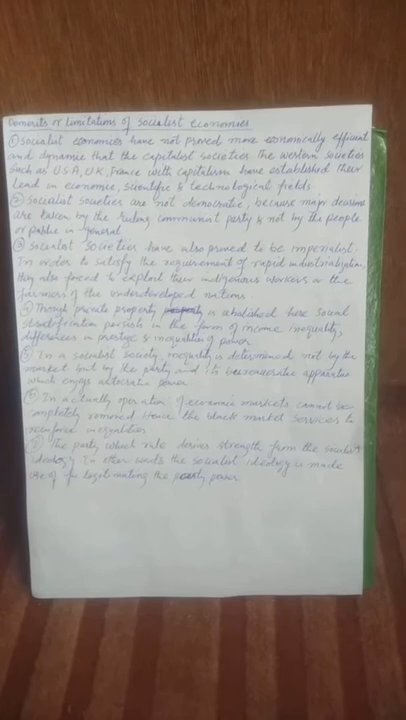 Demerits or Limitations of socialist economies
① Socialist economies have not proved more economically efficient
and dynamic that the capitalist societies. The western societies
such as USA, UK, France with capitalism have established their
lead in economic, scientific & technological fields.
② Socialist societies are not democratic, because major decisions
are taken by the ruling communist party & not by the people
or public in general
③ Socialist Societies have also proved to be imperialist.
In order to satisfy the requirement of rapid industrialization,
they also forced to exploit their indigenous workers or the
farmers of the underdeveloped nations
④ Though private property is abolished here social
stratification persists in the form of income inequality,
differences in prestige & inequalities of power
⑤ In a socialist society, inequality is determined not by the
market but by the party and its bureaucratic apparatus
which enjoys autocratic power
⑥ In actually operation of economic markets cannot be
completely removed Hence the black market services to
reinforce inequalities
⑦ The party which rule derives strength from the socialist
ideology In other words the socialist ideology is made
use of for legitimating the party power